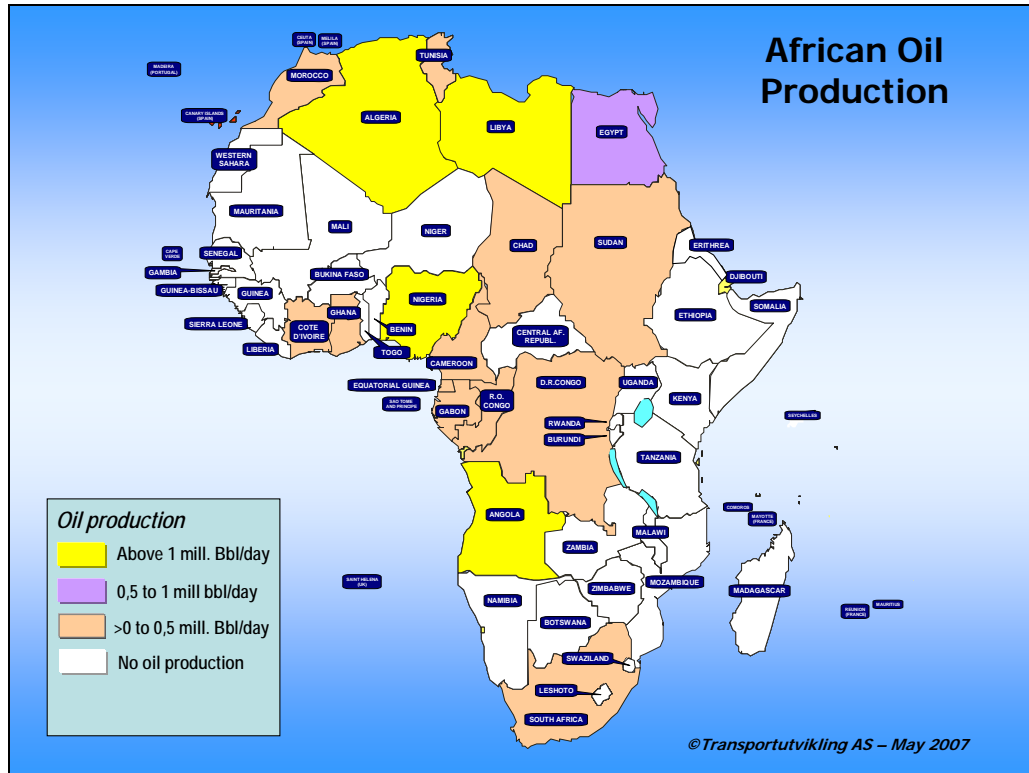 African Oil
Production
CEUTA
(SPAIN)
MELILA
(SPAIN)
MADEIRA
(PORTUGAL)
MOROCCO
TUNISIA
CANARY ISLANDS
(SPAIN)
ALGERIA
LIBYA
EGYPT
WESTERN
SAHARA
MAURITANIA
MALI
NIGER
CHAD
SUDAN
ERITHREA
CAPE
VERDE
SENEGAL
GAMBIA
BUKINA FASO
DJIBOUTI
GUINEA-BISSAU
GUINEA
NIGERIA
SOMALIA
GHANA
ETHIOPIA
SIERRA LEONE
COTE
D'IVOIRE
BENIN
CENTRAL AF.
REPUBL.
LIBERIA
TOGO
CAMEROON
EQUATORIAL GUINEA
D.R.CONGO
UGANDA
SAO TOME
AND PRINCIPE
GABON
R.O.
CONGO
KENYA
RWANDA
SEYCHELLES
BURUNDI
TANZANIA
ANGOLA
COMOROS
MAYOTTE
(FRANCE)
MALAWI
ZAMBIA
SAINT HELENA
(UK)
NAMIBIA
ZIMBABWE
MOZAMBIQUE
MADAGASCAR
REUNION
(FRANCE)
MAURITIUS
BOTSWANA
SWAZILAND
LESHOTO
SOUTH AFRICA
Oil production
Above 1 mill. Bbl/day
0,5 to 1 mill bbl/day
>0 to 0,5 mill. Bbl/day
No oil production
©Transportutvikling AS – May 2007